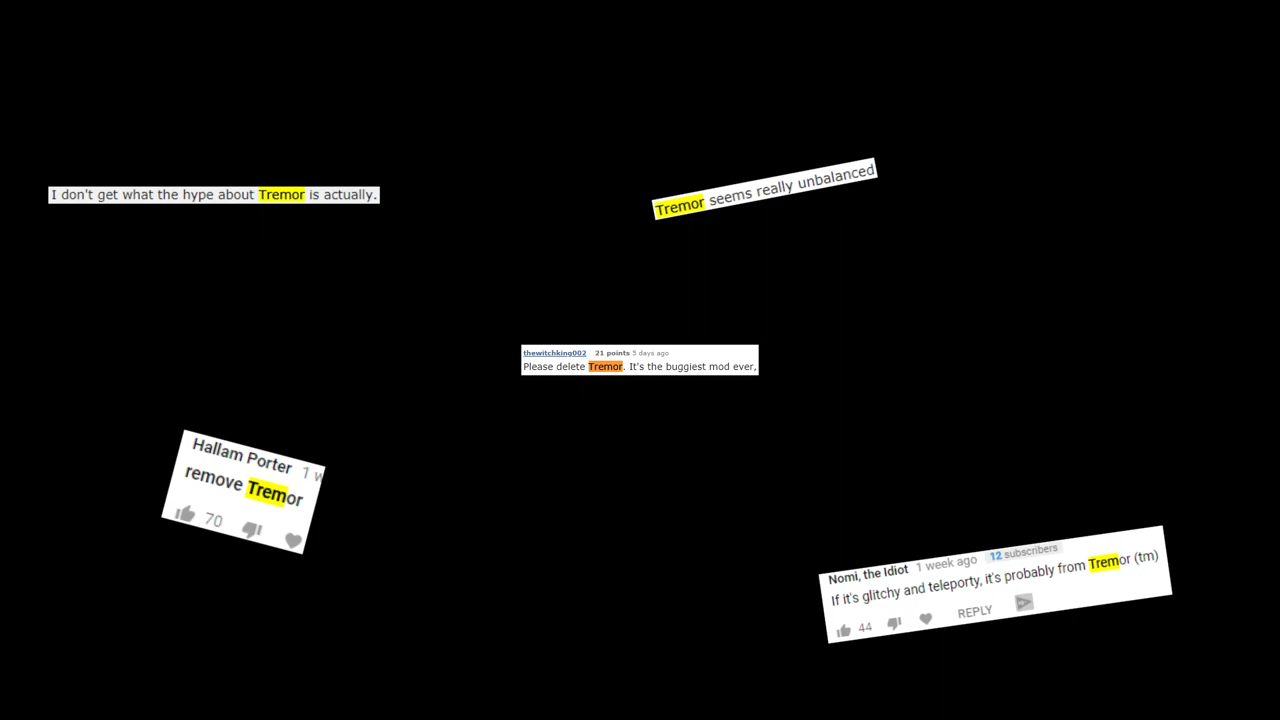 I don't get what the hype about Tremor is actually.
Tremor seems really unbalanced
thewitchking002 21 points 5 days ago
Please delete Tremor. It's the buggiest mod ever,
Hallam Porter 1 w
remove Tremor
70
Nomi, the Idiot 1 week ago 12 subscribers
If it's glitchy and teleporty, it's probably from Tremor (tm)
44 REPLY